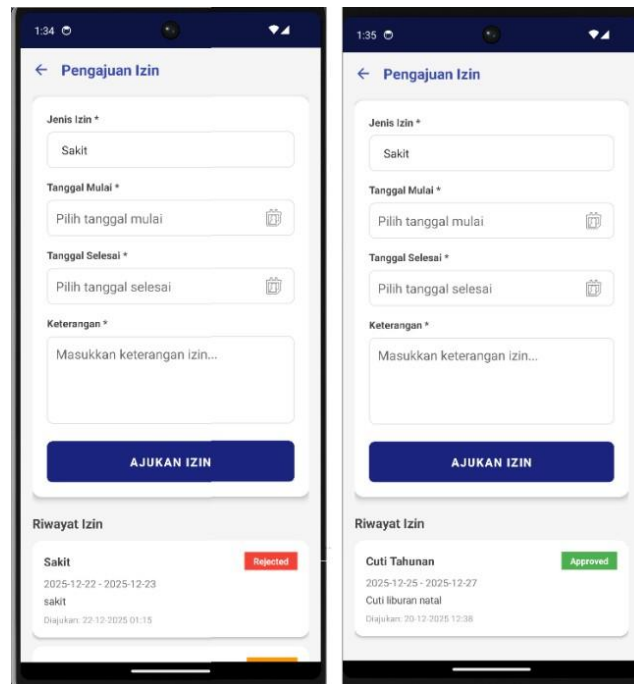 1:34
Pengajuan Izin
Jenis Izin *
Sakit
Tanggal Mulai *
Pilih tanggal mulai
Tanggal Selesai *
Pilih tanggal selesai
Keterangan *
Masukkan keterangan izin...
AJUKAN IZIN
Riwayat Izin
Sakit Rejected
2025-12-22 - 2025-12-23
sakit
Diajukan: 22-12-2025 01:15
1:35
Pengajuan Izin
Jenis Izin *
Sakit
Tanggal Mulai *
Pilih tanggal mulai
Tanggal Selesai *
Pilih tanggal selesai
Keterangan *
Masukkan keterangan izin...
AJUKAN IZIN
Riwayat Izin
Cuti Tahunan Approved
2025-12-25 - 2025-12-27
Cuti liburan natal
Diajukan: 20-12-2025 12:38